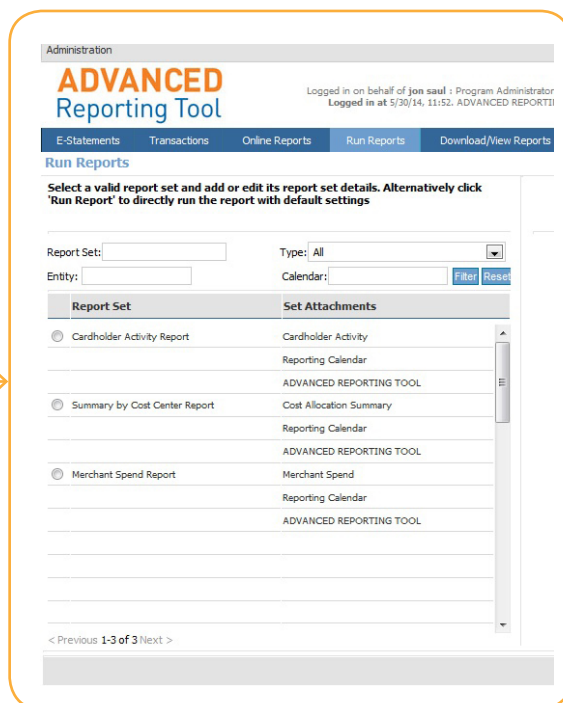 Administration
ADVANCED
Reporting Tool
Logged in on behalf of jon saul : Program Administrator
Logged in at 5/30/14, 11:52. ADVANCED REPORTI
E-Statements Transactions Online Reports Run Reports Download/View Reports
Run Reports
Select a valid report set and add or edit its report set details. Alternatively click
'Run Report' to directly run the report with default settings
Report Set: Type: All
Entity: Calendar: Filter Reset
Report Set Set Attachments
Cardholder Activity Report Cardholder Activity
Reporting Calendar
ADVANCED REPORTING TOOL
Summary by Cost Center Report Cost Allocation Summary
Reporting Calendar
ADVANCED REPORTING TOOL
Merchant Spend Report Merchant Spend
Reporting Calendar
ADVANCED REPORTING TOOL
< Previous 1-3 of 3 Next >